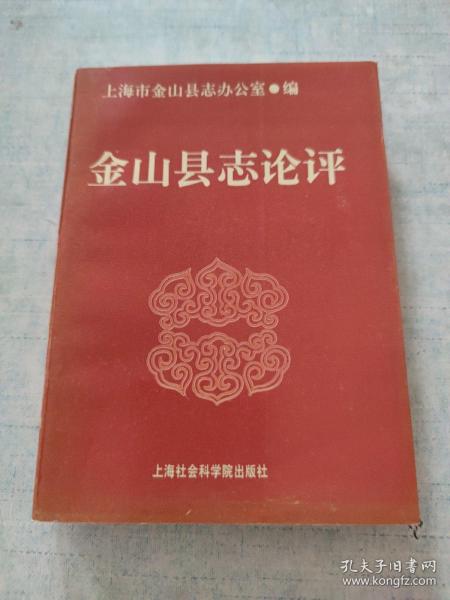 上海市金山县志办公室●编
金山县志论评
上海社会科学院出版社
孔夫子旧书网
www.kongfz.com